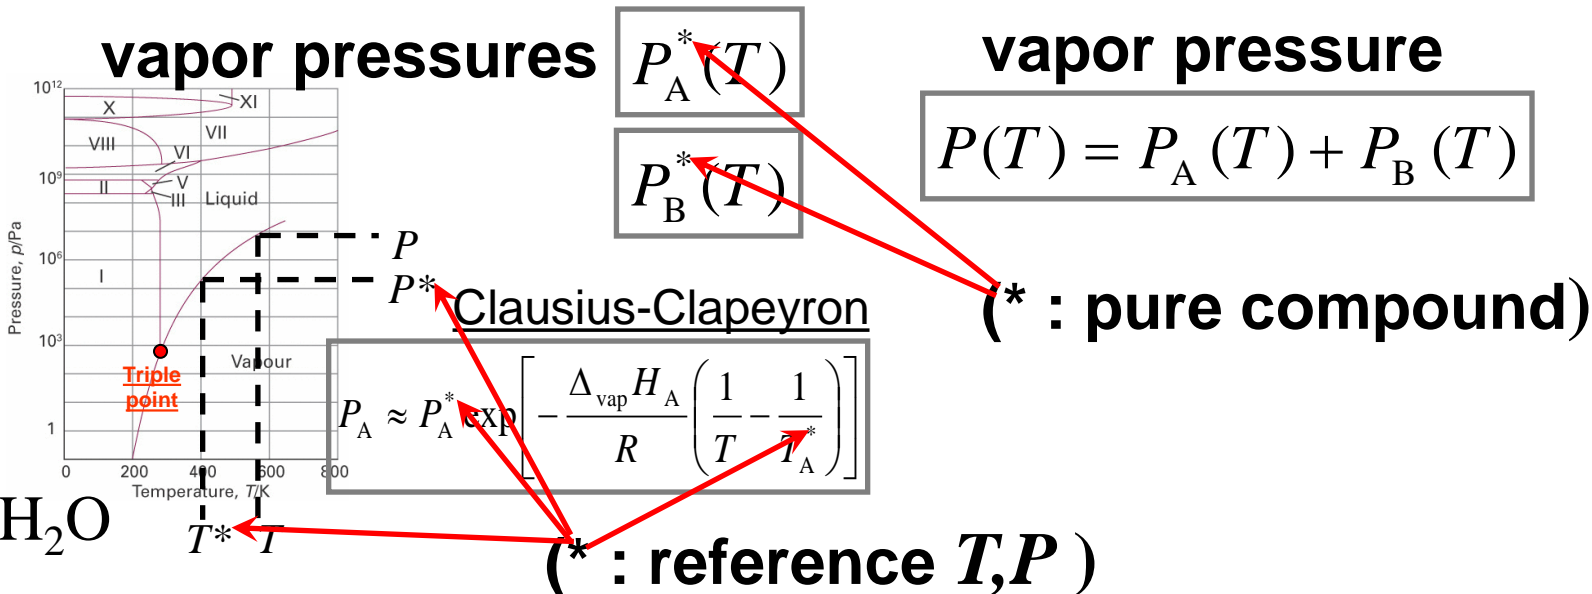 vapor pressures
P*A(T)
P*B(T)
vapor pressure
P(T) = PA(T) + PB(T)
(* : pure compound)
10¹²
10⁹
10⁶
10³
1
Pressure, p/Pa
X
XI
VIII
VII
VI
V
II
III
Liquid
I
Vapour
Triple
point
0 200 400 600 800
Temperature, T/K
P
P*
T* T
H₂O
Clausius-Clapeyron
PA ≈ P*A exp[−(ΔvapHA/R)(1/T − 1/T*A)]
(* : reference T,P )